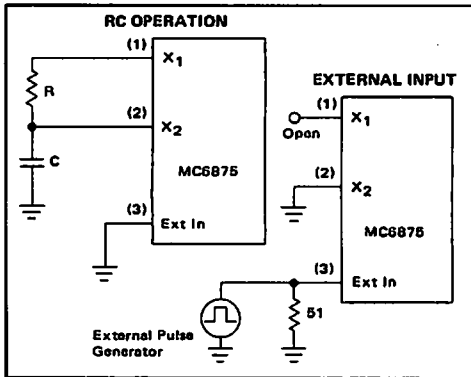 RC OPERATION
(1)
X1
R
(2)
X2
C
MC6875
(3)
Ext In
EXTERNAL INPUT
(1)
X1
Open
(2)
X2
MC6875
(3)
Ext In
51
External Pulse
Generator